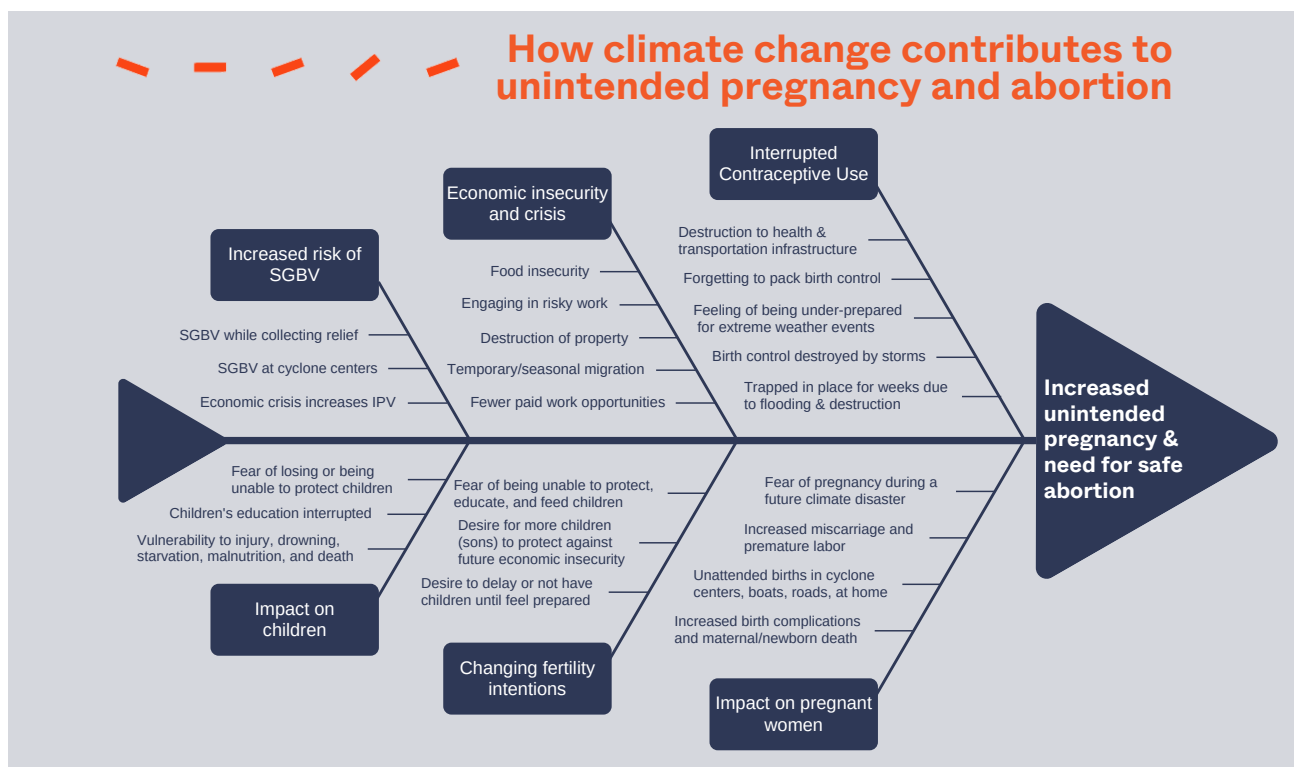 How climate change contributes to
unintended pregnancy and abortion
Interrupted
Contraceptive Use
Destruction to health &
transportation infrastructure
Forgetting to pack birth control
Feeling of being under-prepared
for extreme weather events
Birth control destroyed by storms
Trapped in place for weeks due
to flooding & destruction
Economic insecurity
and crisis
Food insecurity
Engaging in risky work
Destruction of property
Temporary/seasonal migration
Fewer paid work opportunities
Increased risk of
SGBV
SGBV while collecting relief
SGBV at cyclone centers
Economic crisis increases IPV
Increased
unintended
pregnancy &
need for safe
abortion
Fear of losing or being
unable to protect children
Children's education interrupted
Vulnerability to injury, drowning,
starvation, malnutrition, and death
Impact on
children
Fear of being unable to protect,
educate, and feed children
Desire for more children
(sons) to protect against
future economic insecurity
Desire to delay or not have
children until feel prepared
Changing fertility
intentions
Fear of pregnancy during a
future climate disaster
Increased miscarriage and
premature labor
Unattended births in cyclone
centers, boats, roads, at home
Increased birth complications
and maternal/newborn death
Impact on pregnant
women